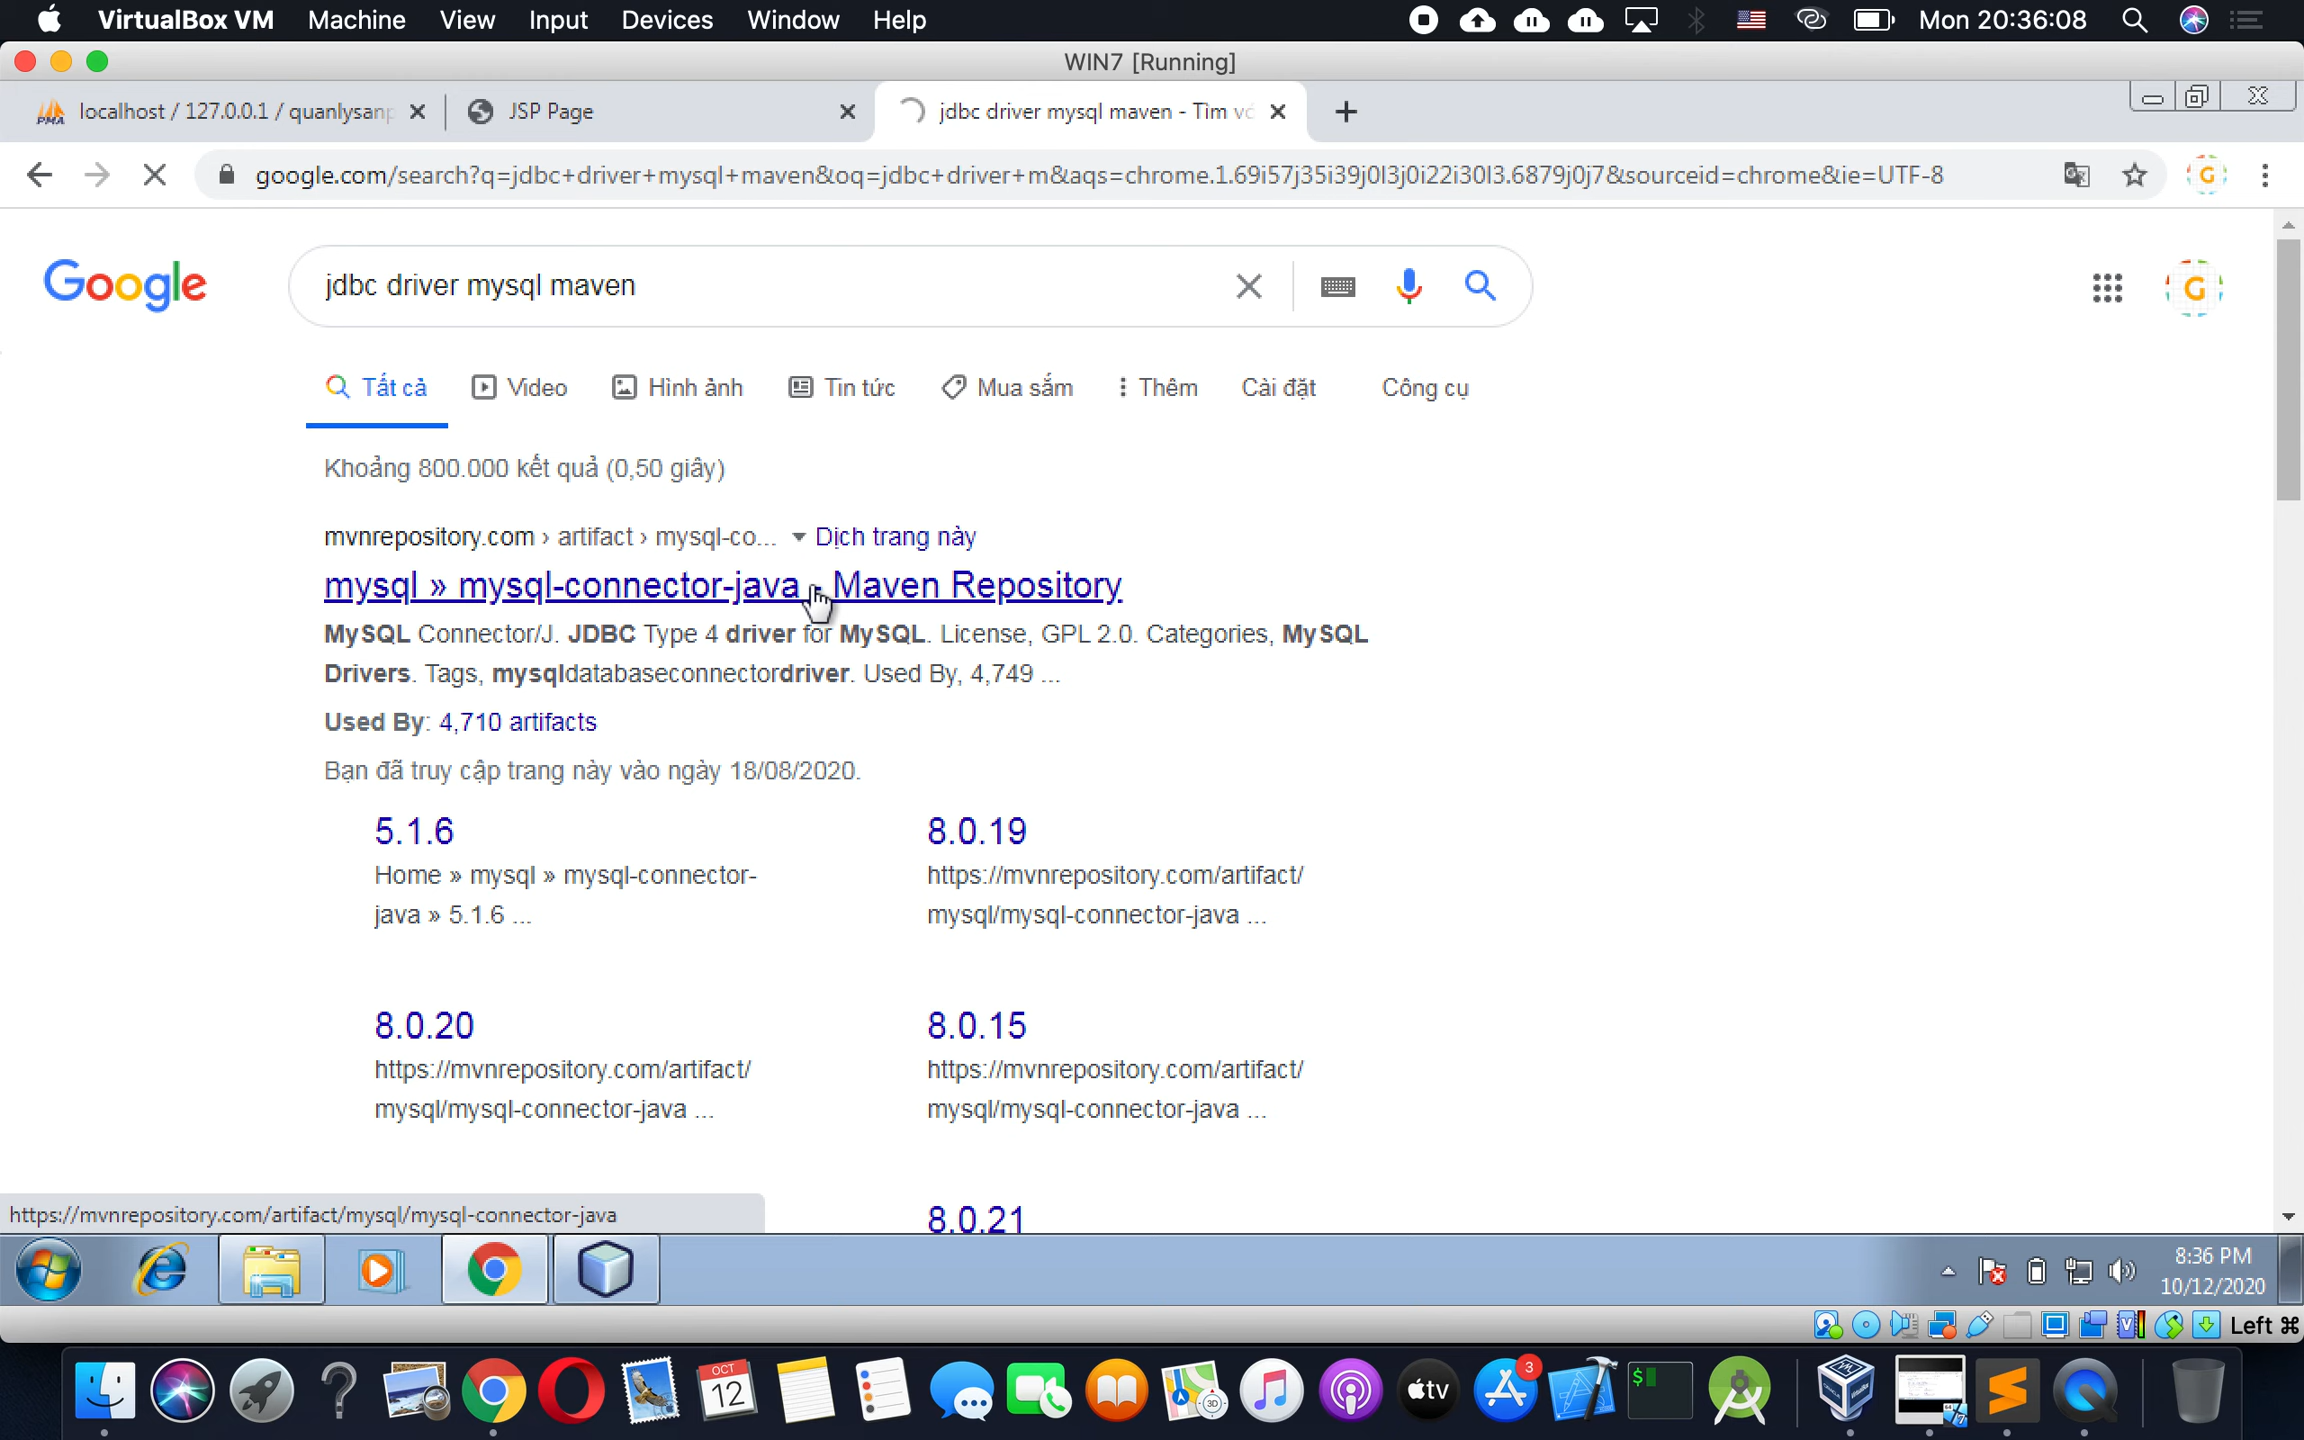 VirtualBox VM Machine View Input Devices Window Help Mon 20:36:08
WIN7 [Running]
PMA localhost / 127.0.0.1 / quanlysanp JSP Page jdbc driver mysql maven - Tìm vớ
google.com/search?q=jdbc+driver+mysql+maven&oq=jdbc+driver+m&aqs=chrome.1.69i57j35i39j0l3j0i22i30l3.6879j0j7&sourceid=chrome&ie=UTF-8 G
Google jdbc driver mysql maven G
Tất cả Video Hình ảnh Tin tức Mua sắm Thêm Cài đặt Công cụ
Khoảng 800.000 kết quả (0,50 giây)
mvnrepository.com › artifact › mysql-co... Dịch trang này
mysql » mysql-connector-java - Maven Repository
MySQL Connector/J. JDBC Type 4 driver for MySQL. License, GPL 2.0. Categories, MySQL
Drivers. Tags, mysqldatabaseconnectordriver. Used By, 4,749 ...
Used By: 4,710 artifacts
Bạn đã truy cập trang này vào ngày 18/08/2020.
5.1.6 8.0.19
Home » mysql » mysql-connector- https://mvnrepository.com/artifact/
java » 5.1.6 ... mysql/mysql-connector-java ...
8.0.20 8.0.15
https://mvnrepository.com/artifact/ https://mvnrepository.com/artifact/
mysql/mysql-connector-java ... mysql/mysql-connector-java ...
8.0.21
https://mvnrepository.com/artifact/mysql/mysql-connector-java
8:36 PM
10/12/2020
Left ⌘
OCT
12
3D
tv
3
$